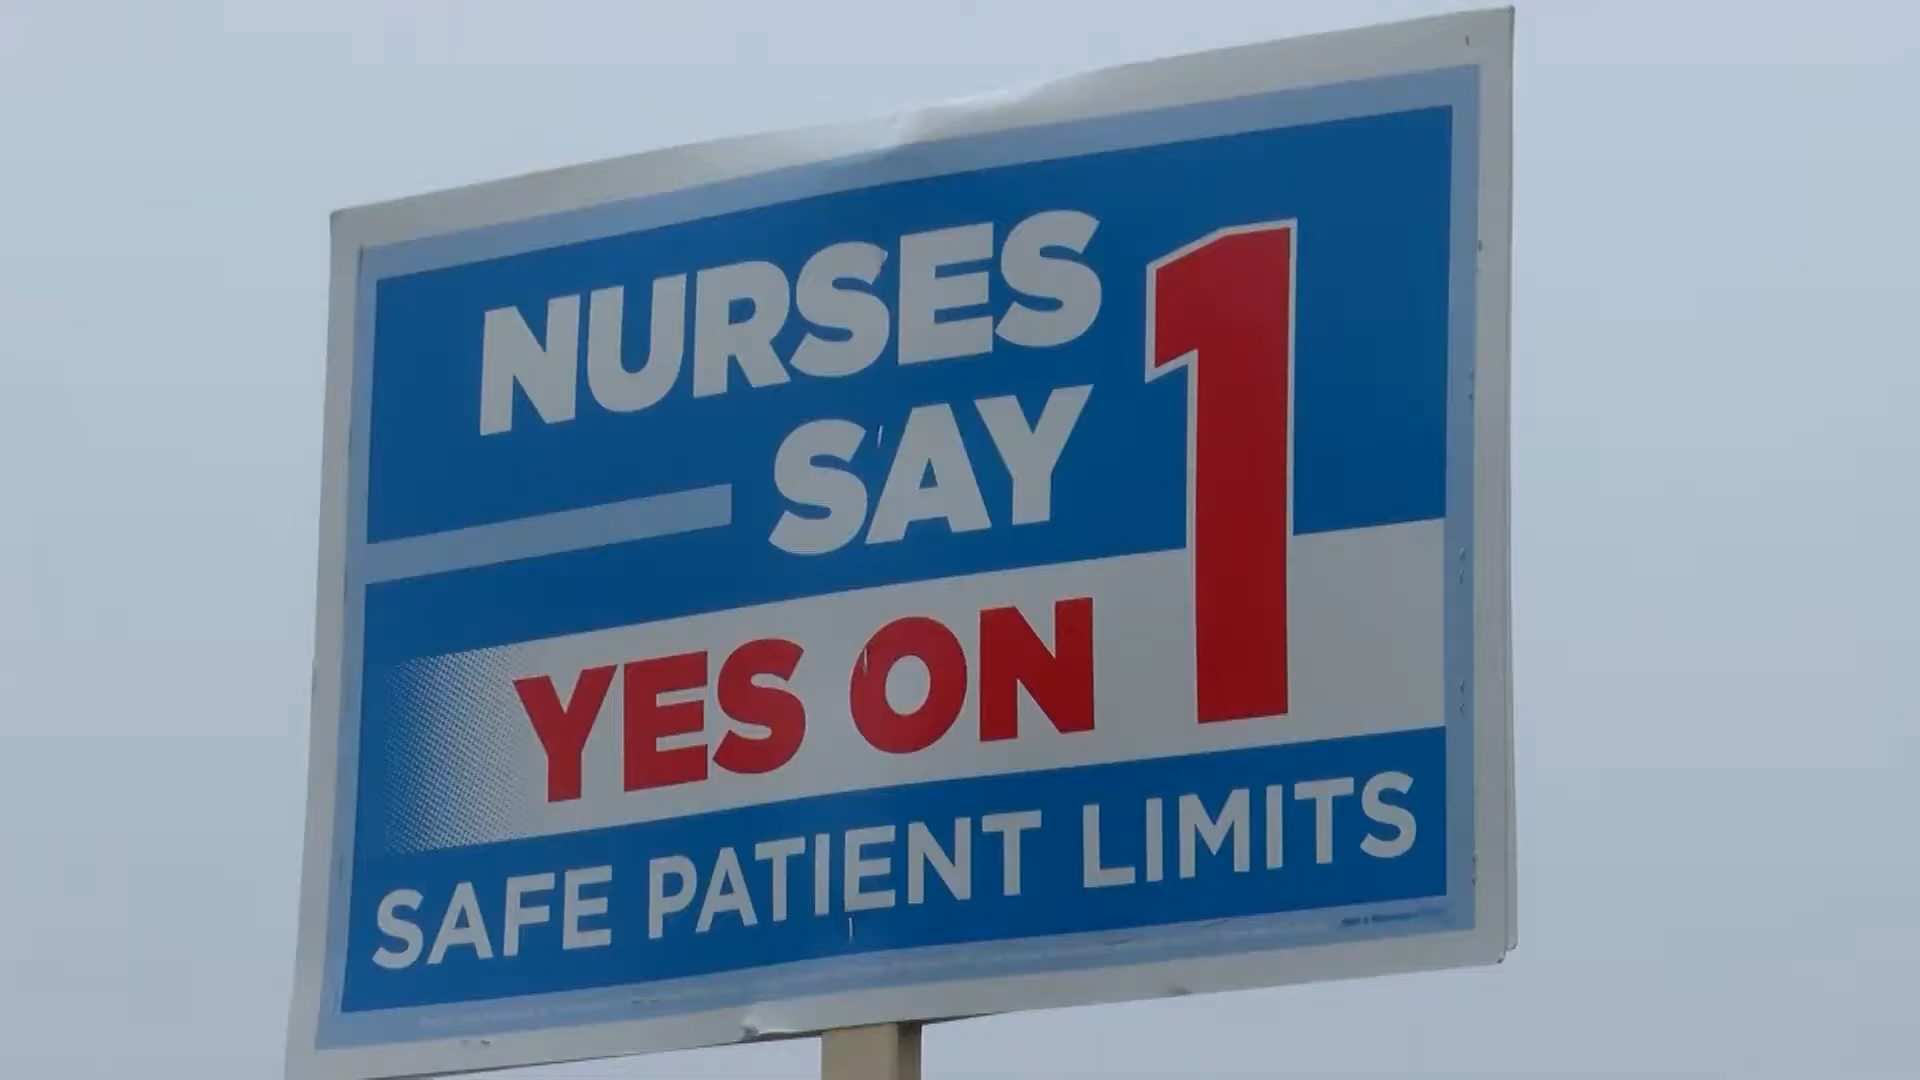 NURSES
SAY
YES ON 1
SAFE PATIENT LIMITS